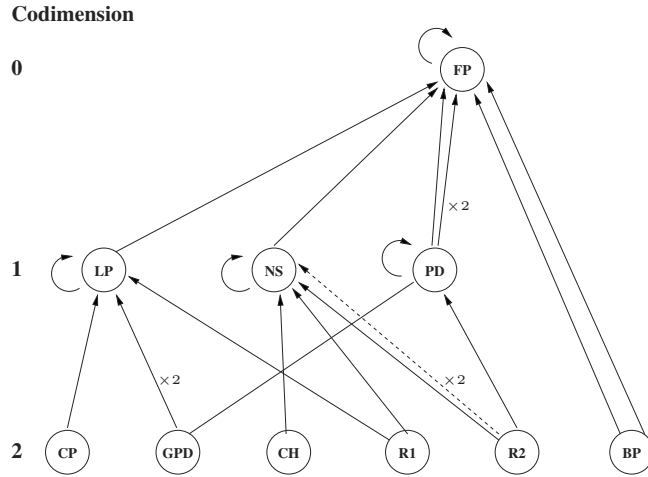 Codimension
0
FP
×2
1
LP
NS
PD
×2
×2
2
CP
GPD
CH
R1
R2
BP